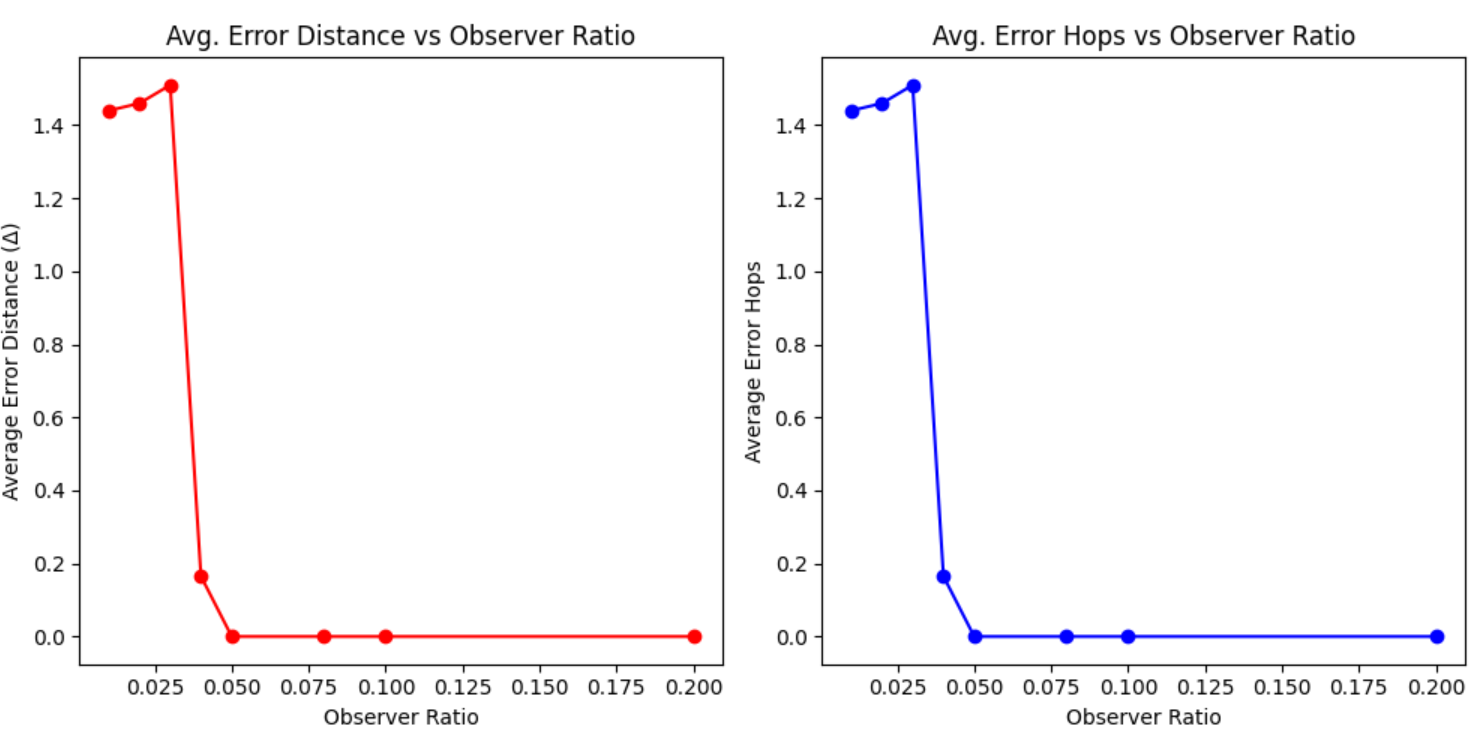 Avg. Error Distance vs Observer Ratio
Average Error Distance (Δ)
1.4
1.2
1.0
0.8
0.6
0.4
0.2
0.0
0.025 0.050 0.075 0.100 0.125 0.150 0.175 0.200
Observer Ratio
Avg. Error Hops vs Observer Ratio
Average Error Hops
1.4
1.2
1.0
0.8
0.6
0.4
0.2
0.0
0.025 0.050 0.075 0.100 0.125 0.150 0.175 0.200
Observer Ratio